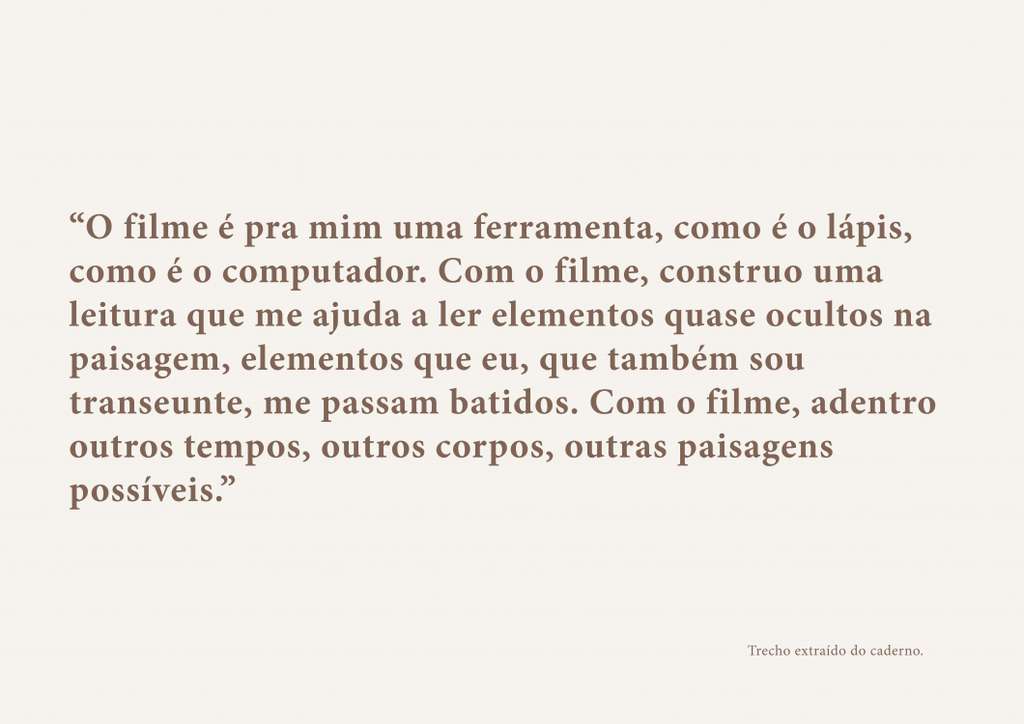 “O filme é pra mim uma ferramenta, como é o lápis,
como é o computador. Com o filme, construo uma
leitura que me ajuda a ler elementos quase ocultos na
paisagem, elementos que eu, que também sou
transeunte, me passam batidos. Com o filme, adentro
outros tempos, outros corpos, outras paisagens
possíveis.”
Trecho extraído do caderno.